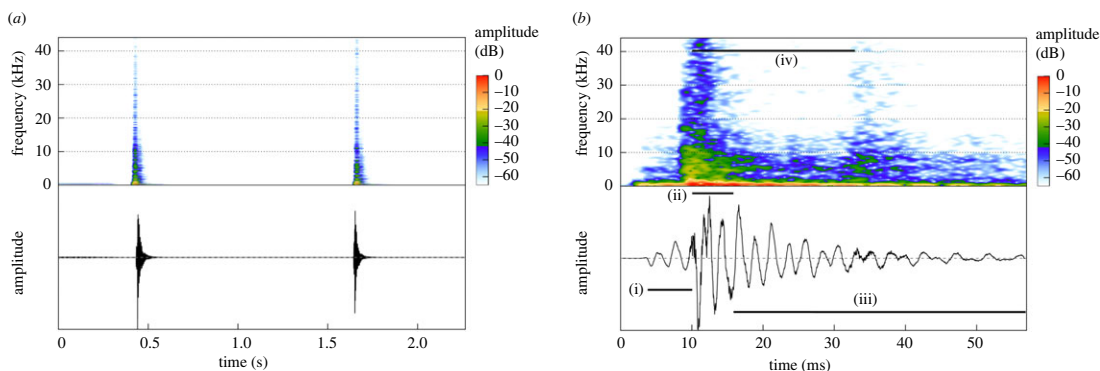 (a)
amplitude
(dB)
frequency (kHz)
40
30
20
10
0
0
–10
–20
–30
–40
–50
–60
amplitude
0
0.5
1.0
1.5
2.0
time (s)
(b)
amplitude
(dB)
frequency (kHz)
40
30
20
10
0
(iv)
0
–10
–20
–30
–40
–50
–60
(ii)
amplitude
(i)
(iii)
0
10
20
30
40
50
time (ms)